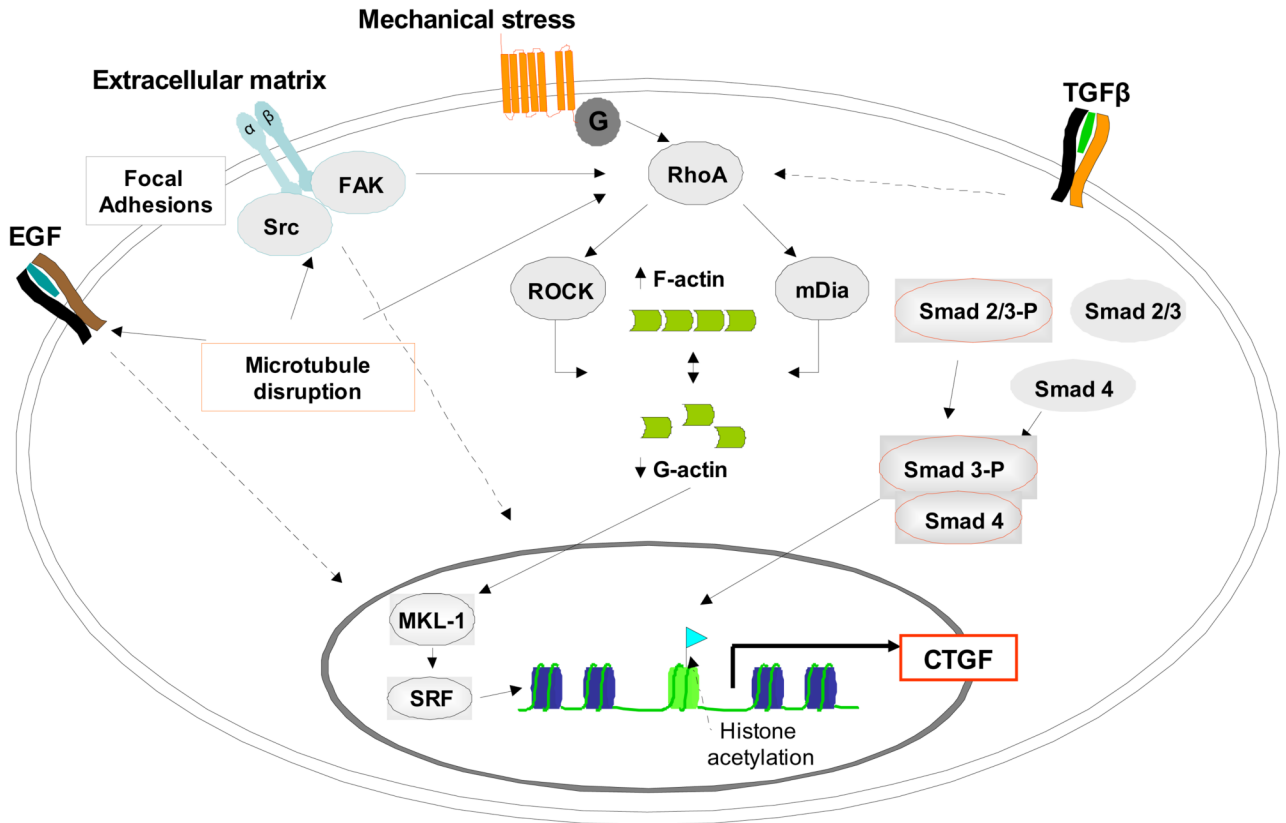 Mechanical stress
Extracellular matrix
TGFβ
α
β
G
Focal
Adhesions
FAK
RhoA
Src
EGF
ROCK
F-actin
mDia
Smad 2/3-P
Smad 2/3
Microtubule
disruption
Smad 4
G-actin
Smad 3-P
Smad 4
MKL-1
SRF
CTGF
Histone
acetylation